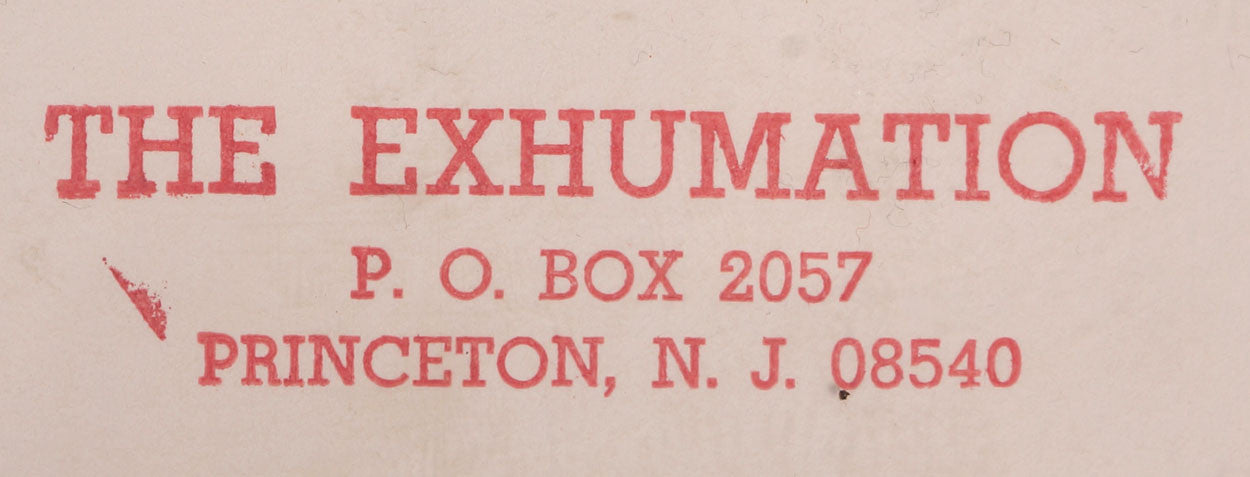 THE EXHUMATION
P. O. BOX 2057
PRINCETON, N. J. 08540